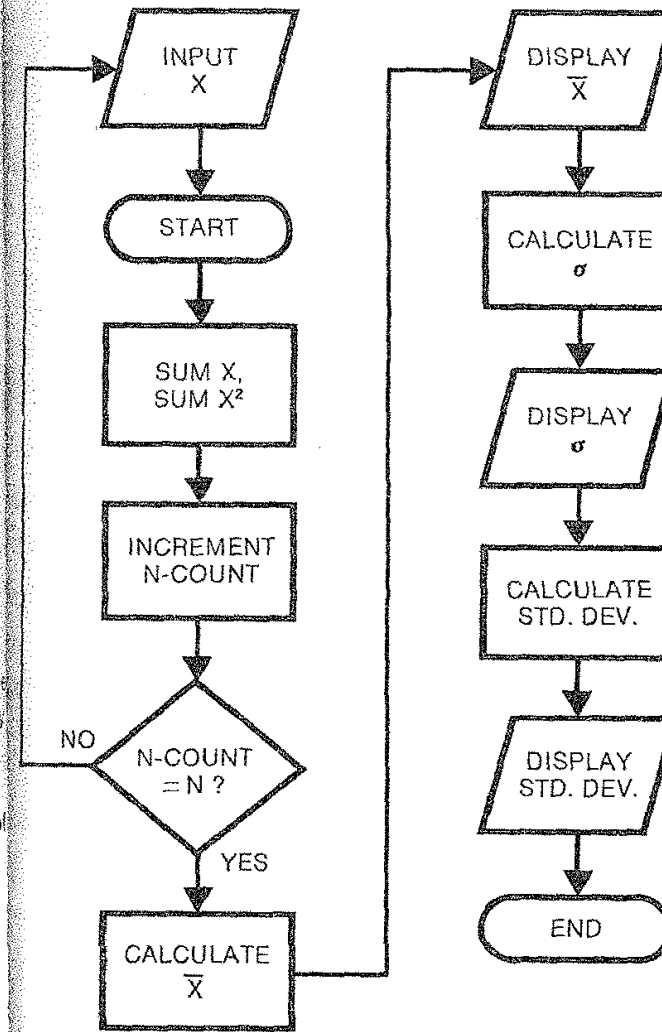 INPUT
X
START
SUM X,
SUM X²
INCREMENT
N-COUNT
N-COUNT
= N ?
NO
YES
CALCULATE
X̅
DISPLAY
X̅
CALCULATE
σ
DISPLAY
σ
CALCULATE
STD. DEV.
DISPLAY
STD. DEV.
END